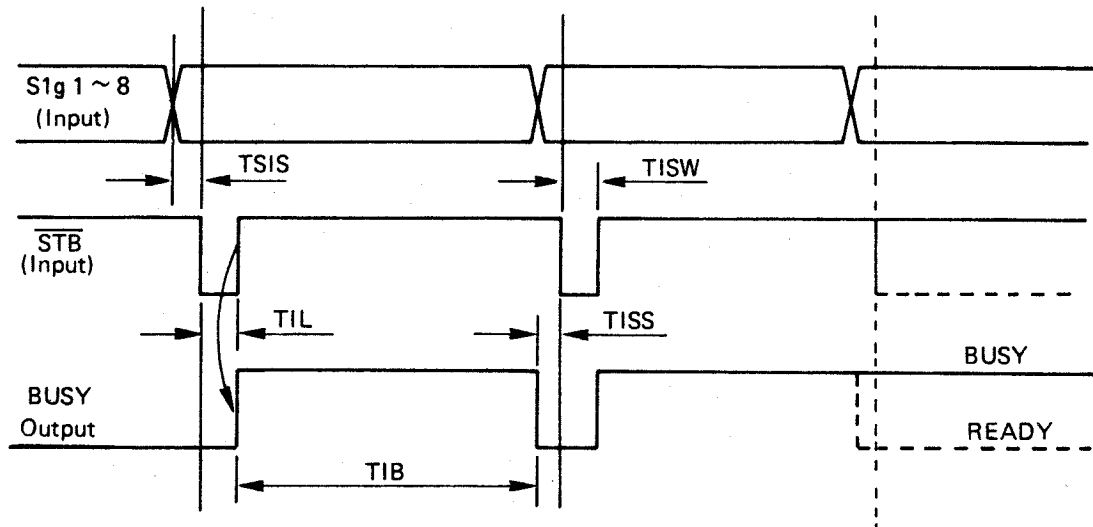 S1g 1 ~ 8
(Input)
TSIS
TISW
STB
(Input)
TIL
TISS
BUSY
BUSY
Output
READY
TIB